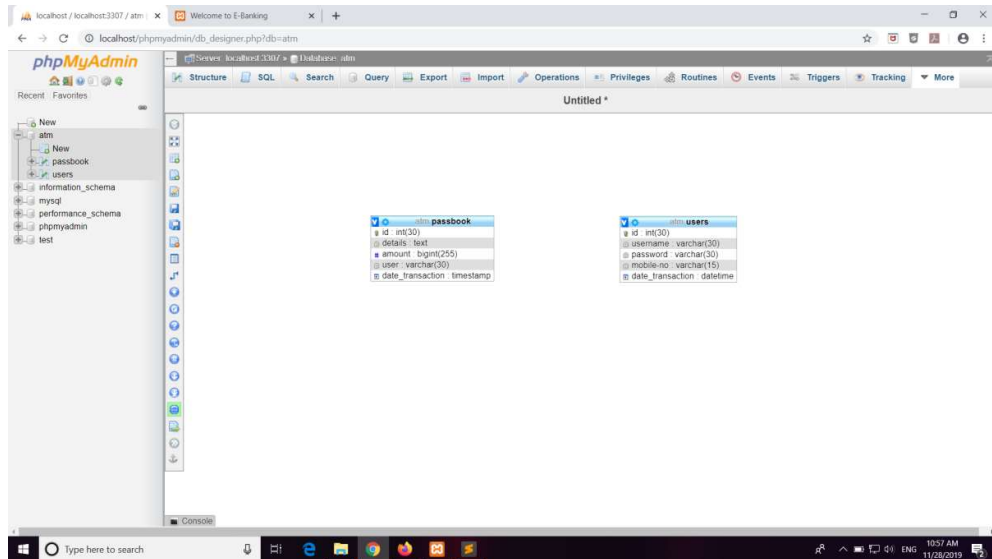 localhost / localhost:3307 / atm
Welcome to E-Banking
localhost/phpmyadmin/db_designer.php?db=atm
phpMyAdmin
Recent Favorites
New
atm
New
passbook
users
information_schema
mysql
performance_schema
phpmyadmin
test
Server: localhost:3307 » Database: atm
Structure SQL Search Query Export Import Operations Privileges Routines Events Triggers Tracking More
Untitled *
atm passbook
id : int(30)
details : text
amount : bigint(255)
user : varchar(30)
date_transaction : timestamp
atm users
id : int(30)
username : varchar(30)
password : varchar(30)
mobile-no : varchar(15)
date_transaction : datetime
Console
Type here to search
ENG
10:57 AM
11/28/2019
2